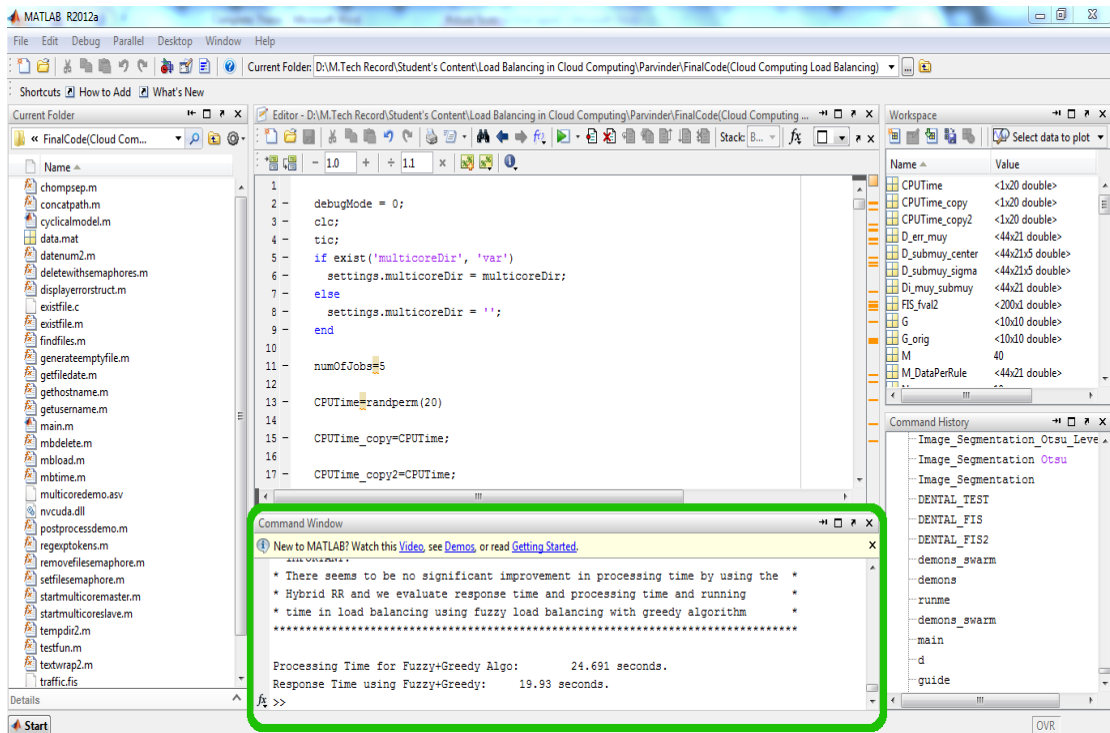 MATLAB R2012a
File Edit Debug Parallel Desktop Window Help
Current Folder: D:\M.Tech Record\Student's Content\Load Balancing in Cloud Computing\Parvinder\FinalCode(Cloud Computing Load Balancing)
Shortcuts How to Add What's New
Current Folder
« FinalCode(Cloud Com...
Name
chompsep.m
concatpath.m
cyclicalmodel.m
data.mat
datenum2.m
deletewithsemaphores.m
displayerrorstruct.m
existfile.c
existfile.m
findfiles.m
generateemptyfile.m
getfiledate.m
gethostname.m
getusername.m
main.m
mbdelete.m
mbload.m
mbtime.m
multicoredemo.asv
nvcuda.dll
postprocessdemo.m
regexptokens.m
removefilesemaphore.m
setfilesemaphore.m
startmulticoremaster.m
startmulticoreslave.m
tempdir2.m
testfun.m
textwrap2.m
traffic.fis
Details
Start
Editor - D:\M.Tech Record\Student's Content\Load Balancing in Cloud Computing\Parvinder\FinalCode(Cloud Computing ...
Stack: B... fx
- 1.0 + ÷ 1.1 ×
1
2 - debugMode = 0;
3 - clc;
4 - tic;
5 - if exist('multicoreDir', 'var')
6 - settings.multicoreDir = multicoreDir;
7 - else
8 - settings.multicoreDir = '';
9 - end
10
11 - numOfJobs=5
12
13 - CPUTime=randperm(20)
14
15 - CPUTime_copy=CPUTime;
16
17 - CPUTime_copy2=CPUTime;
Command Window
New to MATLAB? Watch this Video, see Demos, or read Getting Started.
* IMPORTANT:
* There seems to be no significant improvement in processing time by using the *
* Hybrid RR and we evaluate response time and processing time and running *
* time in load balancing using fuzzy load balancing with greedy algorithm *
*********************************************************************************
Processing Time for Fuzzy+Greedy Algo: 24.691 seconds.
Response Time using Fuzzy+Greedy: 19.93 seconds.
fx >>
Workspace
Select data to plot
Name Value
CPUTime <1x20 double>
CPUTime_copy <1x20 double>
CPUTime_copy2 <1x20 double>
D_err_muy <44x21 double>
D_submuy_center <44x21x5 double>
D_submuy_sigma <44x21x5 double>
Di_muy_submuy <44x21 double>
FIS_fval2 <200x1 double>
G <10x10 double>
G_orig <10x10 double>
M 40
M_DataPerRule <44x21 double>
Command History
Image_Segmentation_Otsu_Leve
Image_Segmentation Otsu
Image_Segmentation
DENTAL_TEST
DENTAL_FIS
DENTAL_FIS2
demons_swarm
demons
runme
demons_swarm
main
d
guide
OVR